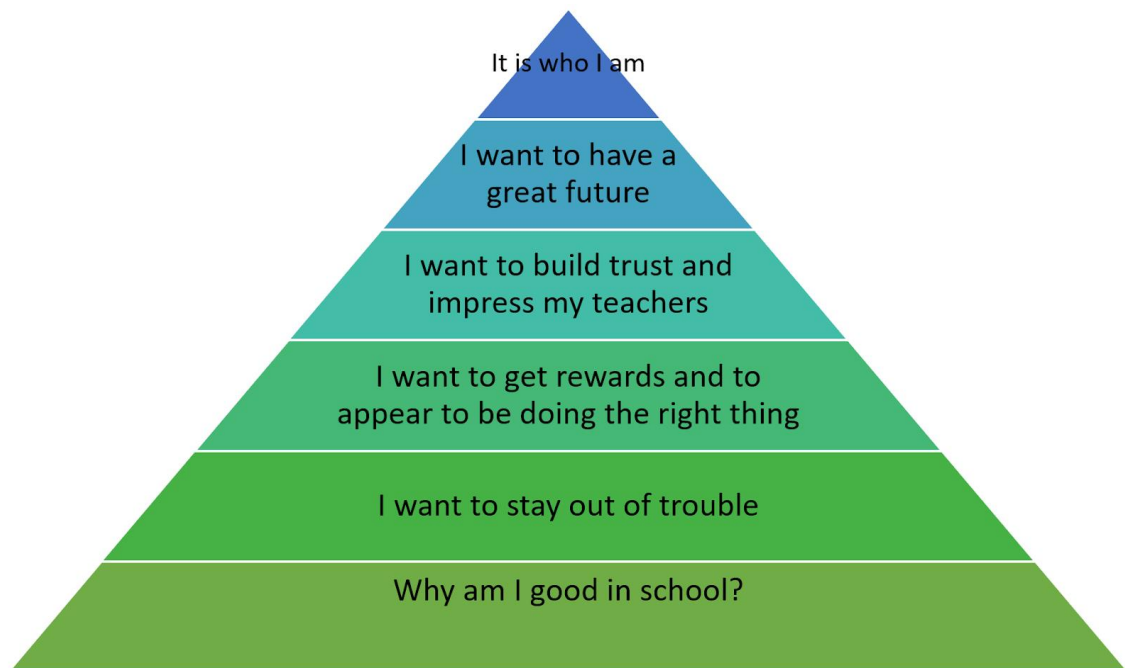 It is who I am
I want to have a
great future
I want to build trust and
impress my teachers
I want to get rewards and to
appear to be doing the right thing
I want to stay out of trouble
Why am I good in school?